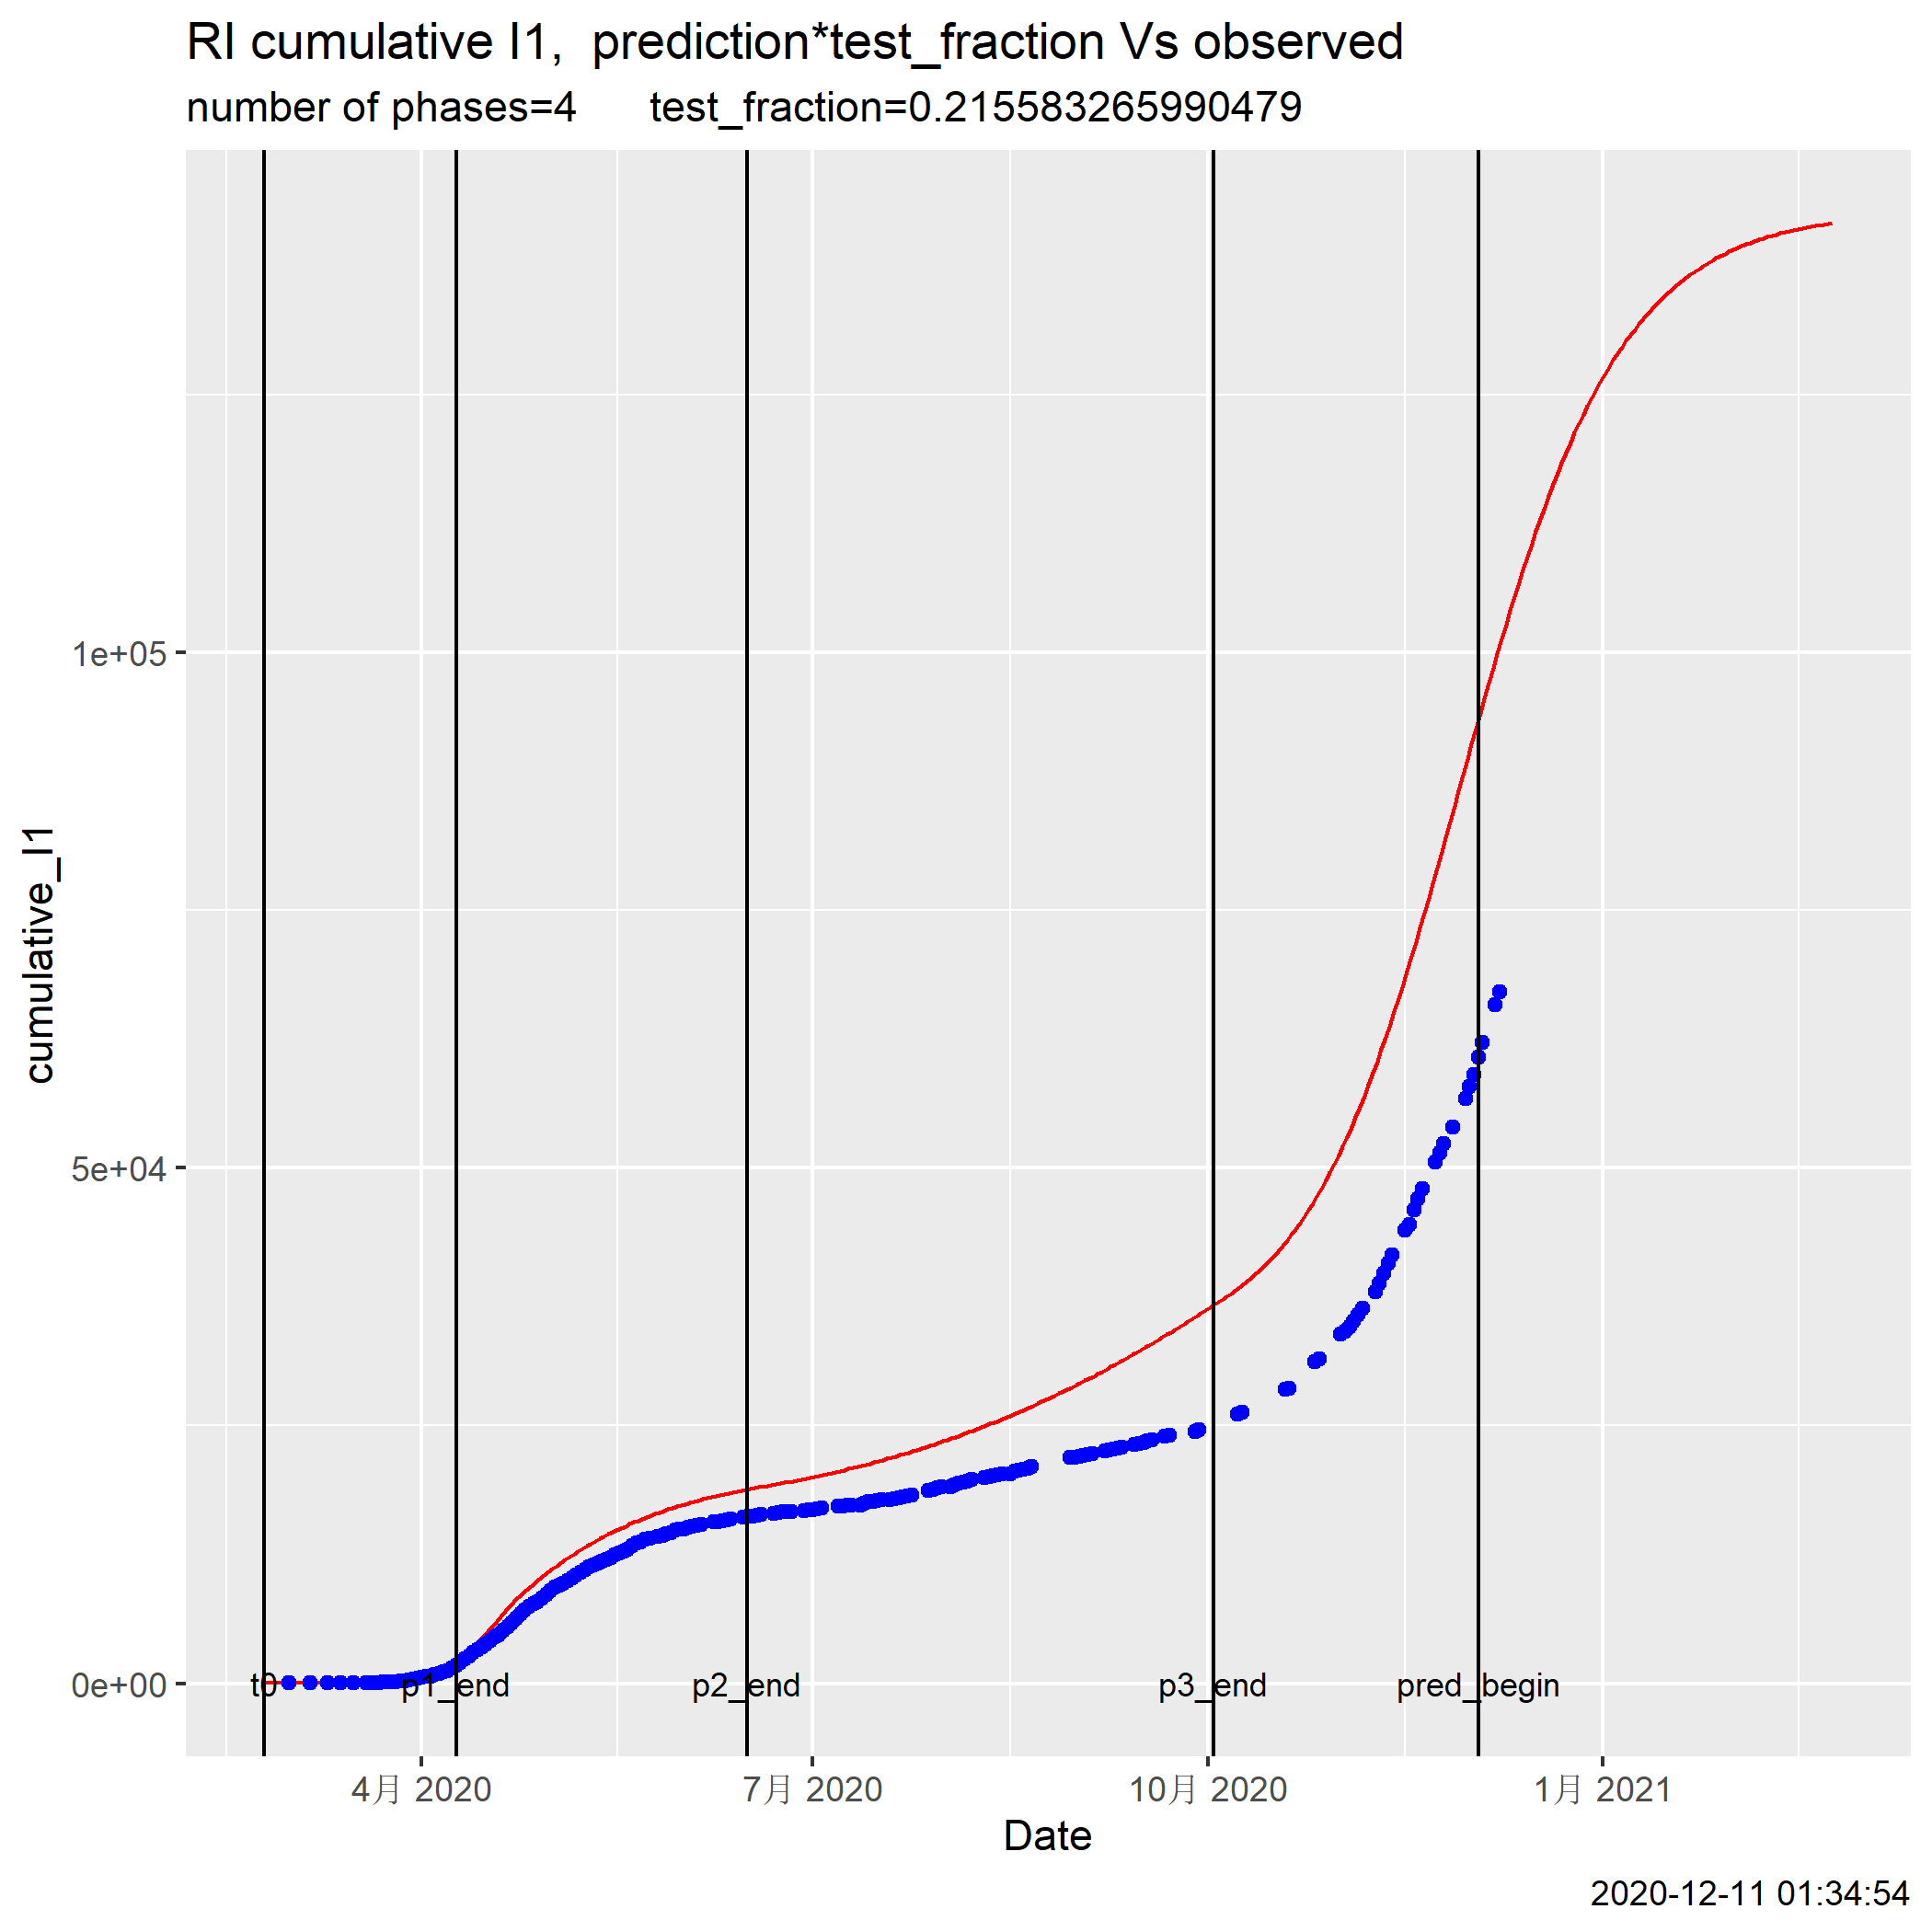 RI cumulative I1,  prediction*test_fraction Vs observed
number of phases=4      test_fraction=0.215583265990479
cumulative_I1
1e+05
5e+04
0e+00
t0 p1_end p2_end p3_end pred_begin
4月 2020 7月 2020 10月 2020 1月 2021
Date
2020-12-11 01:34:54